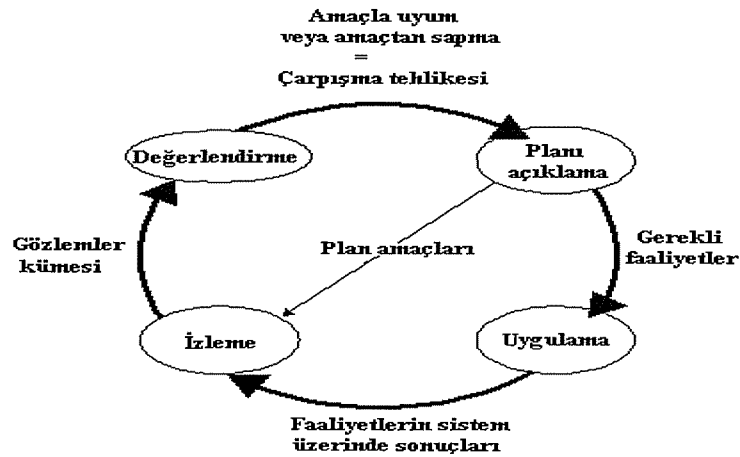 Amaçla uyum
veya amaçtan sapma
=
Çarpışma tehlikesi
Değerlendirme
Planı
açıklama
Gözlemler
kümesi
Plan amaçları
Gerekli
faaliyetler
İzleme
Uygulama
Faaliyetlerin sistem
üzerinde sonuçları